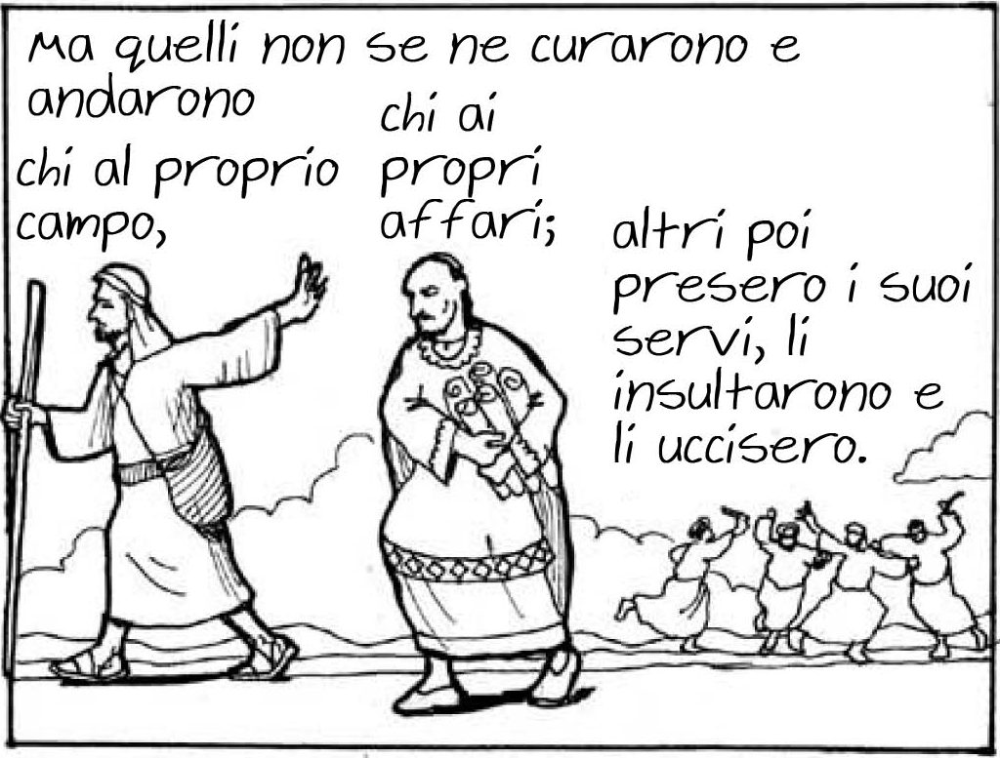 Ma quelli non se ne curarono e
andarono
chi al proprio
campo,
chi ai
propri
affari;
altri poi
presero i suoi
servi, li
insultarono e
li uccisero.